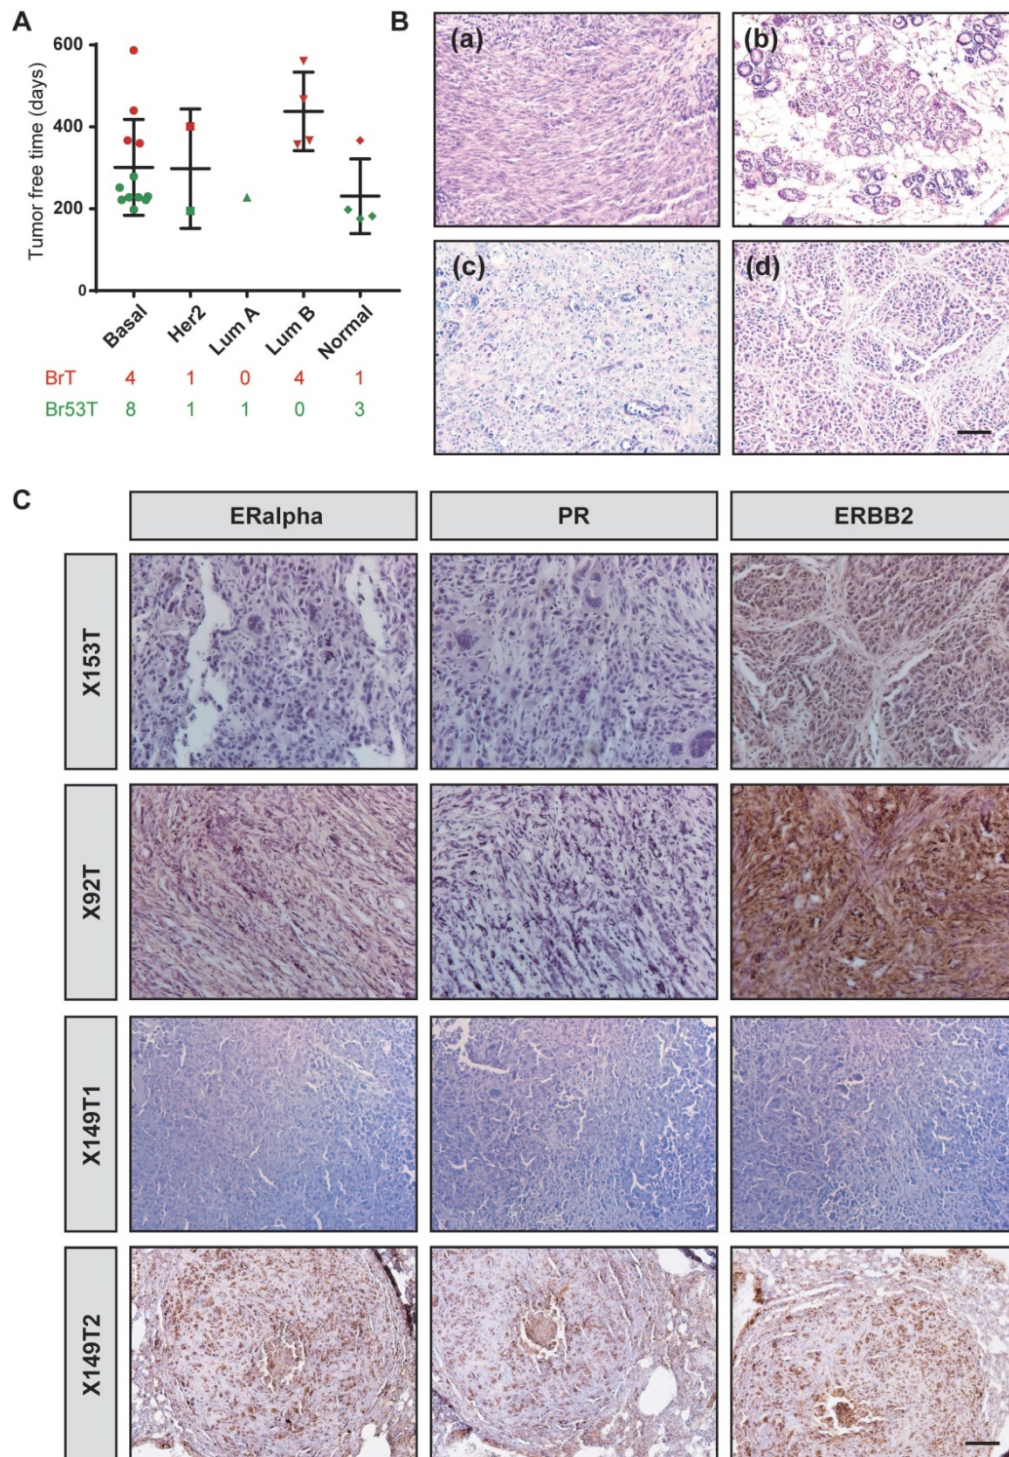 A
Tumor free time (days)
600
400
200
0
Basal
Her2
Lum A
Lum B
Normal
BrT 4 1 0 4 1
Br53T 8 1 1 0 3
B
(a)
(b)
(c)
(d)
C
ERalpha PR ERBB2
X153T
X92T
X149T1
X149T2